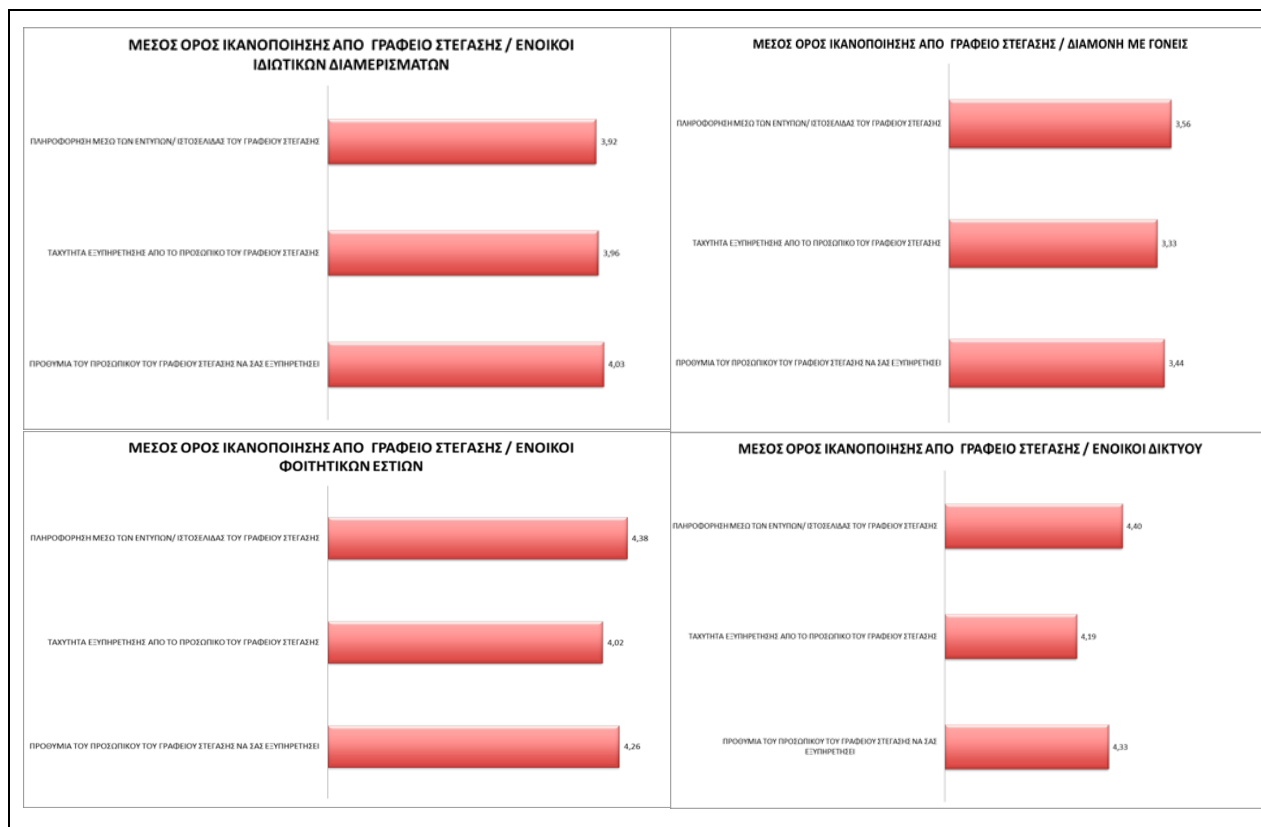 ΜΕΣΟΣ ΟΡΟΣ ΙΚΑΝΟΠΟΙΗΣΗΣ ΑΠΟ ΓΡΑΦΕΙΟ ΣΤΕΓΑΣΗΣ / ΕΝΟΙΚΟΙ
ΙΔΙΩΤΙΚΩΝ ΔΙΑΜΕΡΙΣΜΑΤΩΝ
ΠΛΗΡΟΦΟΡΗΣΗ ΜΕΣΩ ΤΩΝ ΕΝΤΥΠΩΝ/ ΙΣΤΟΣΕΛΙΔΑΣ ΤΟΥ ΓΡΑΦΕΙΟΥ ΣΤΕΓΑΣΗΣ 3,92
ΤΑΧΥΤΗΤΑ ΕΞΥΠΗΡΕΤΗΣΗΣ ΑΠΟ ΤΟ ΠΡΟΣΩΠΙΚΟ ΤΟΥ ΓΡΑΦΕΙΟΥ ΣΤΕΓΑΣΗΣ 3,96
ΠΡΟΘΥΜΙΑ ΤΟΥ ΠΡΟΣΩΠΙΚΟΥ ΤΟΥ ΓΡΑΦΕΙΟΥ ΣΤΕΓΑΣΗΣ ΝΑ ΣΑΣ ΕΞΥΠΗΡΕΤΗΣΕΙ 4,03
ΜΕΣΟΣ ΟΡΟΣ ΙΚΑΝΟΠΟΙΗΣΗΣ ΑΠΟ ΓΡΑΦΕΙΟ ΣΤΕΓΑΣΗΣ / ΔΙΑΜΟΝΗ ΜΕ ΓΟΝΕΙΣ
ΠΛΗΡΟΦΟΡΗΣΗ ΜΕΣΩ ΤΩΝ ΕΝΤΥΠΩΝ/ ΙΣΤΟΣΕΛΙΔΑΣ ΤΟΥ ΓΡΑΦΕΙΟΥ ΣΤΕΓΑΣΗΣ 3,56
ΤΑΧΥΤΗΤΑ ΕΞΥΠΗΡΕΤΗΣΗΣ ΑΠΟ ΤΟ ΠΡΟΣΩΠΙΚΟ ΤΟΥ ΓΡΑΦΕΙΟΥ ΣΤΕΓΑΣΗΣ 3,33
ΠΡΟΘΥΜΙΑ ΤΟΥ ΠΡΟΣΩΠΙΚΟΥ ΤΟΥ ΓΡΑΦΕΙΟΥ ΣΤΕΓΑΣΗΣ ΝΑ ΣΑΣ ΕΞΥΠΗΡΕΤΗΣΕΙ 3,44
ΜΕΣΟΣ ΟΡΟΣ ΙΚΑΝΟΠΟΙΗΣΗΣ ΑΠΟ ΓΡΑΦΕΙΟ ΣΤΕΓΑΣΗΣ / ΕΝΟΙΚΟΙ
ΦΟΙΤΗΤΙΚΩΝ ΕΣΤΙΩΝ
ΠΛΗΡΟΦΟΡΗΣΗ ΜΕΣΩ ΤΩΝ ΕΝΤΥΠΩΝ/ ΙΣΤΟΣΕΛΙΔΑΣ ΤΟΥ ΓΡΑΦΕΙΟΥ ΣΤΕΓΑΣΗΣ 4,38
ΤΑΧΥΤΗΤΑ ΕΞΥΠΗΡΕΤΗΣΗΣ ΑΠΟ ΤΟ ΠΡΟΣΩΠΙΚΟ ΤΟΥ ΓΡΑΦΕΙΟΥ ΣΤΕΓΑΣΗΣ 4,02
ΠΡΟΘΥΜΙΑ ΤΟΥ ΠΡΟΣΩΠΙΚΟΥ ΤΟΥ ΓΡΑΦΕΙΟΥ ΣΤΕΓΑΣΗΣ ΝΑ ΣΑΣ ΕΞΥΠΗΡΕΤΗΣΕΙ 4,26
ΜΕΣΟΣ ΟΡΟΣ ΙΚΑΝΟΠΟΙΗΣΗΣ ΑΠΟ ΓΡΑΦΕΙΟ ΣΤΕΓΑΣΗΣ / ΕΝΟΙΚΟΙ ΔΙΚΤΥΟΥ
ΠΛΗΡΟΦΟΡΗΣΗ ΜΕΣΩ ΤΩΝ ΕΝΤΥΠΩΝ/ ΙΣΤΟΣΕΛΙΔΑΣ ΤΟΥ ΓΡΑΦΕΙΟΥ ΣΤΕΓΑΣΗΣ 4,40
ΤΑΧΥΤΗΤΑ ΕΞΥΠΗΡΕΤΗΣΗΣ ΑΠΟ ΤΟ ΠΡΟΣΩΠΙΚΟ ΤΟΥ ΓΡΑΦΕΙΟΥ ΣΤΕΓΑΣΗΣ 4,19
ΠΡΟΘΥΜΙΑ ΤΟΥ ΠΡΟΣΩΠΙΚΟΥ ΤΟΥ ΓΡΑΦΕΙΟΥ ΣΤΕΓΑΣΗΣ ΝΑ ΣΑΣ
ΕΞΥΠΗΡΕΤΗΣΕΙ 4,33